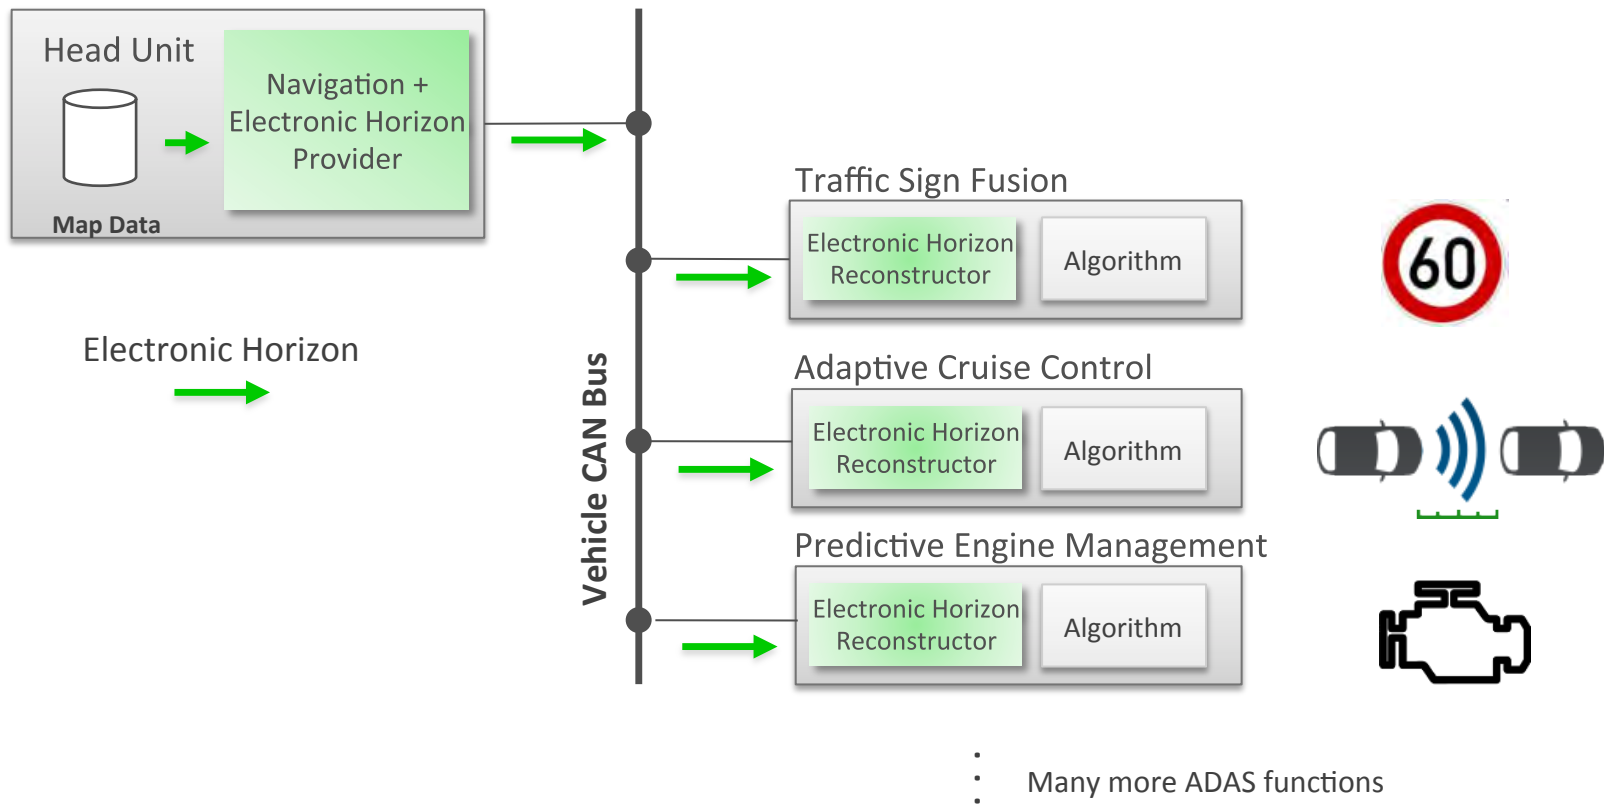 Head Unit
Navigation +
Electronic Horizon
Provider
Map Data
Electronic Horizon
Vehicle CAN Bus
Traffic Sign Fusion
Electronic Horizon
Reconstructor
Algorithm
60
Adaptive Cruise Control
Electronic Horizon
Reconstructor
Algorithm
Predictive Engine Management
Electronic Horizon
Reconstructor
Algorithm
Many more ADAS functions